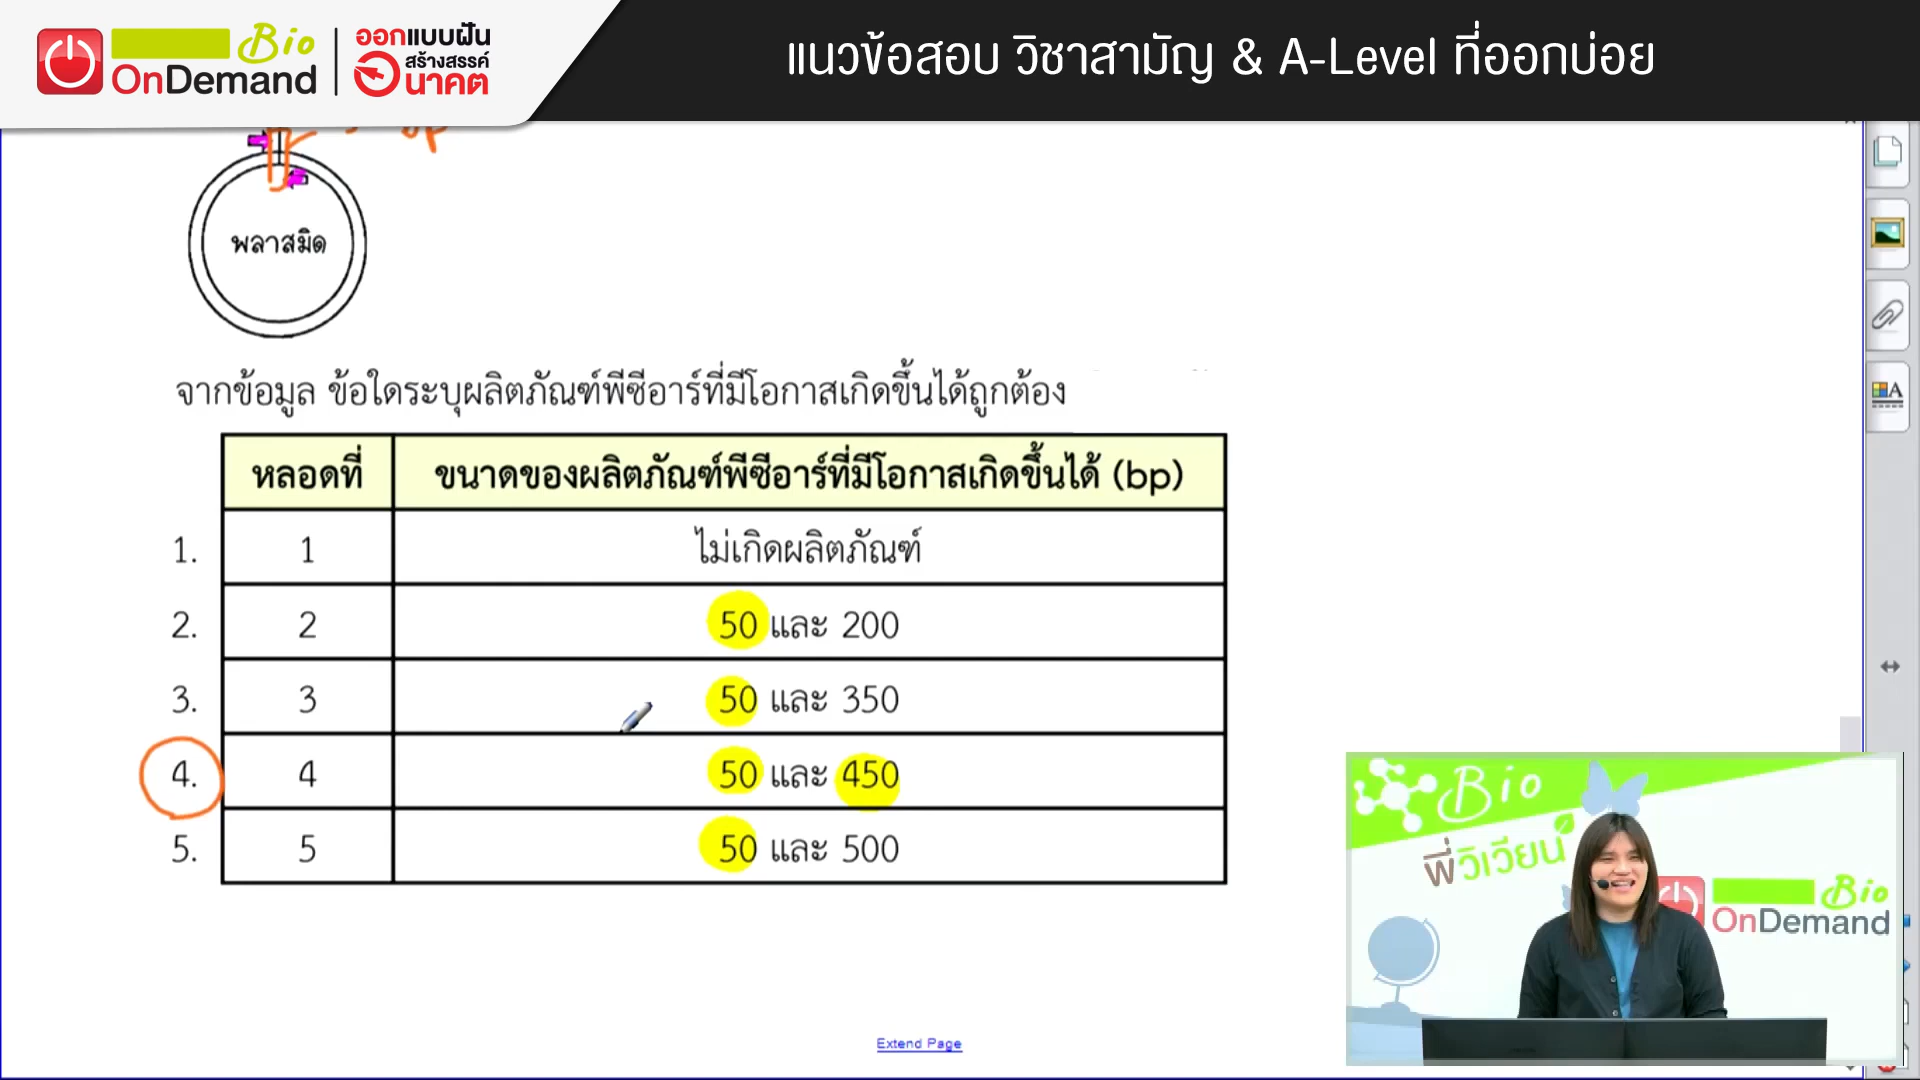 Bio
OnDemand
ออกแบบฝัน
สร้างสรรค์
อนาคต
แนวข้อสอบ วิชาสามัญ & A-Level ที่ออกบ่อย
พลาสมิด
จากข้อมูล ข้อใดระบุผลิตภัณฑ์พีซีอาร์ที่มีโอกาสเกิดขึ้นได้ถูกต้อง
หลอดที่ ขนาดของผลิตภัณฑ์พีซีอาร์ที่มีโอกาสเกิดขึ้นได้ (bp)
1. 1 ไม่เกิดผลิตภัณฑ์
2. 2 50 และ 200
3. 3 50 และ 350
4. 4 50 และ 450
5. 5 50 และ 500
Extend Page
Bio
พี่วิเวียน
Bio
OnDemand